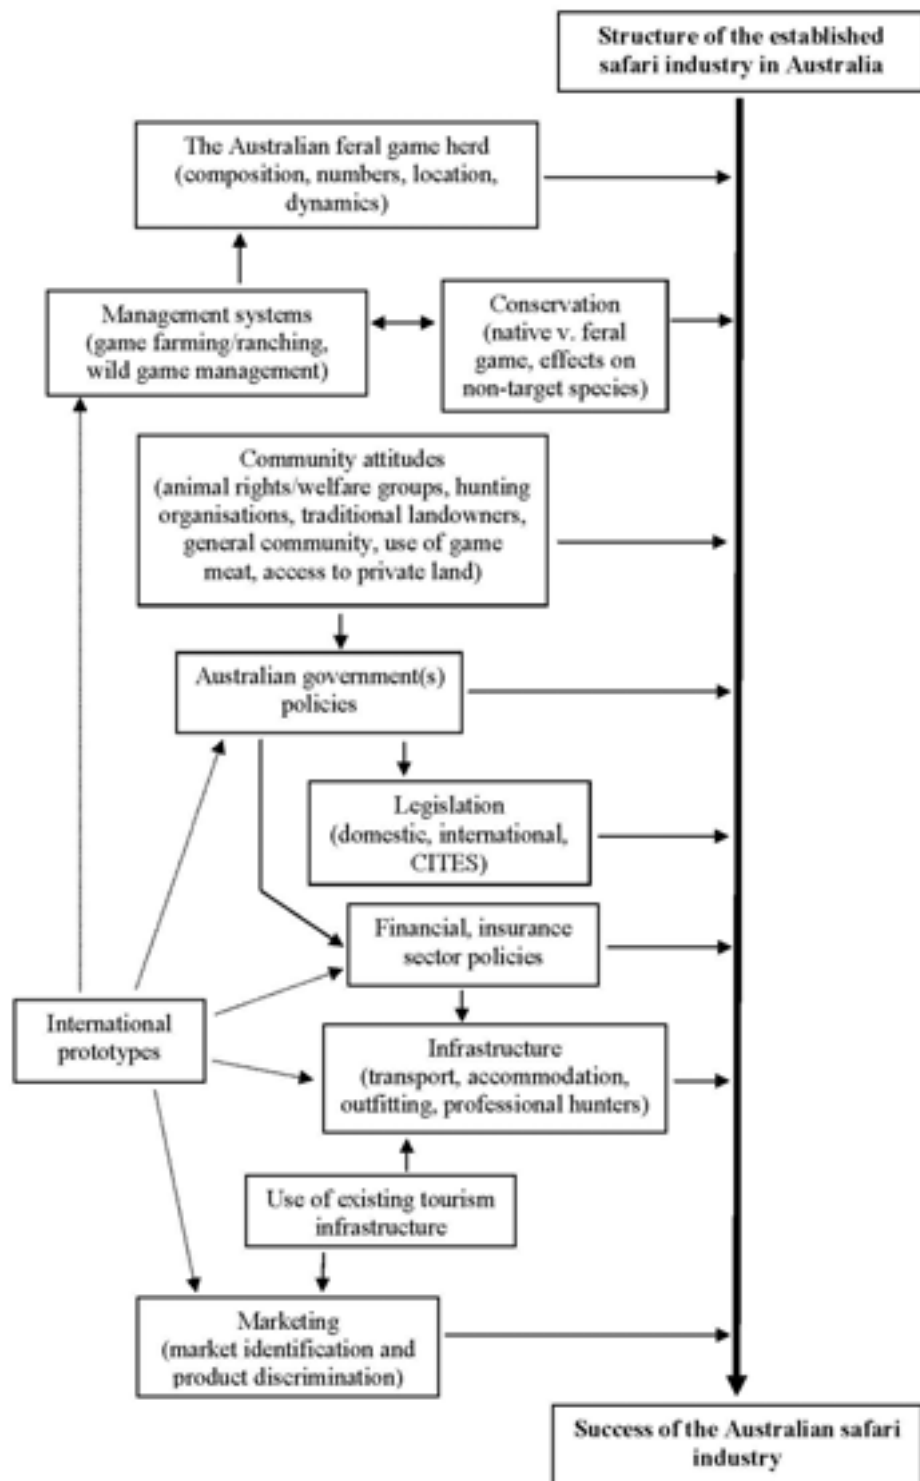 Structure of the established
safari industry in Australia
The Australian feral game herd
(composition, numbers, location,
dynamics)
Management systems
(game farming/ranching,
wild game management)
Conservation
(native v. feral
game, effects on
non-target species)
Community attitudes
(animal rights/welfare groups, hunting
organisations, traditional landowners,
general community, use of game
meat, access to private land)
Australian government(s)
policies
Legislation
(domestic, international,
CITES)
Financial, insurance
sector policies
International
prototypes
Infrastructure
(transport, accommodation,
outfitting, professional hunters)
Use of existing tourism
infrastructure
Marketing
(market identification and
product discrimination)
Success of the Australian safari
industry